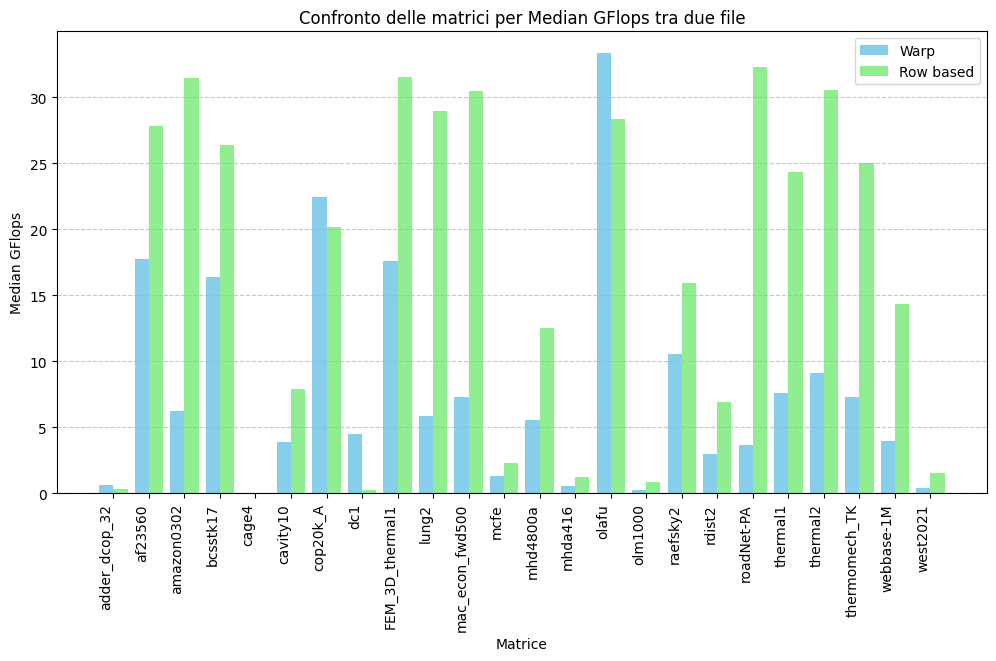 Confronto delle matrici per Median GFlops tra due file
Warp
Row based
Median GFlops
30
25
20
15
10
5
0
adder_dcop_32
af23560
amazon0302
bcsstk17
cage4
cavity10
cop20k_A
dc1
FEM_3D_thermal1
lung2
mac_econ_fwd500
mcfe
mhd4800a
mhda416
olafu
olm1000
raefsky2
rdist2
roadNet-PA
thermal1
thermal2
thermomech_TK
webbase-1M
west2021
Matrice